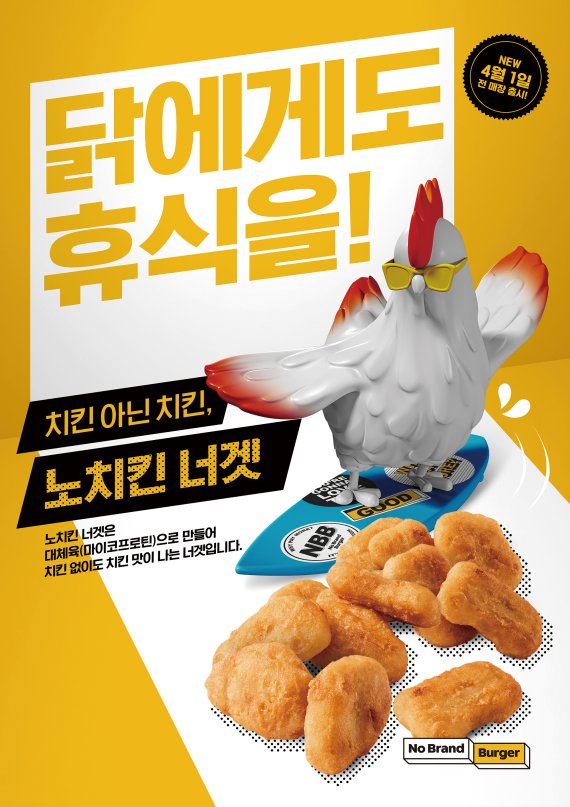 NEW
4월 1일
전 매장 출시!
닭에게도
휴식을!
치킨 아닌 치킨,
노치킨 너겟
노치킨 너겟은
대체육(마이코프로틴)으로 만들어
치킨 없이도 치킨 맛이 나는 너겟입니다.
GOOD
NBB
No Brand
Burger